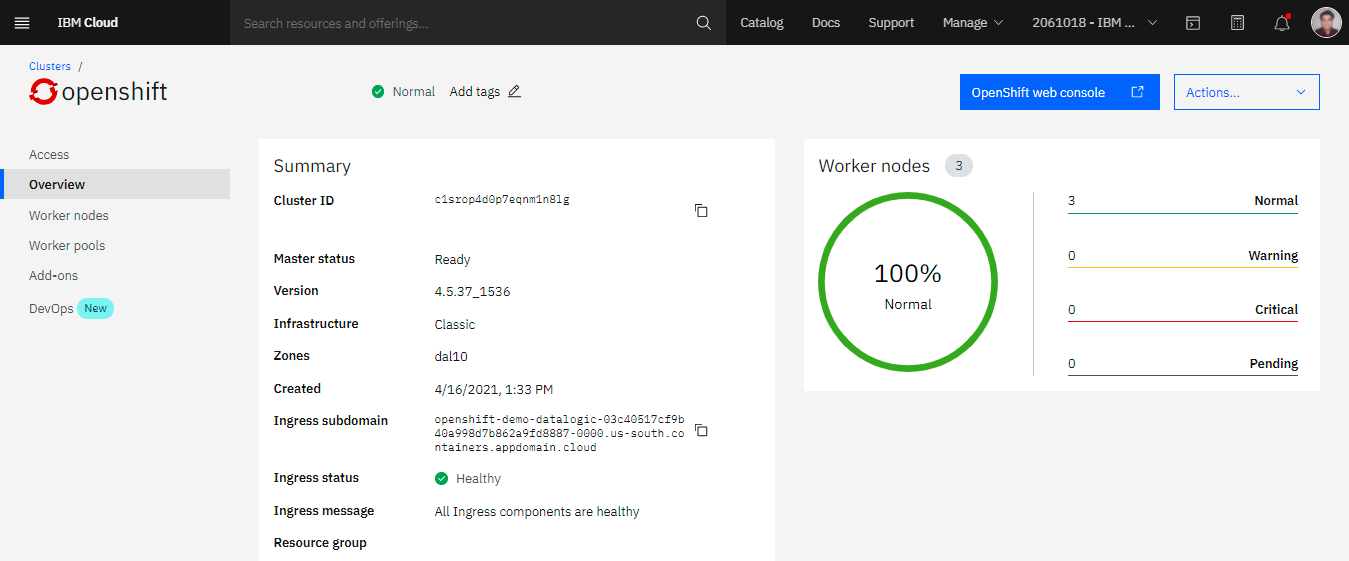 IBM Cloud
Search resources and offerings...
Catalog
Docs
Support
Manage
2061018 - IBM ...
Clusters /
openshift
Normal
Add tags
OpenShift web console
Actions...
Access
Overview
Worker nodes
Worker pools
Add-ons
DevOps New
Summary
Cluster ID c1srop4d0p7eqnm1n8lg
Master status Ready
Version 4.5.37_1536
Infrastructure Classic
Zones dal10
Created 4/16/2021, 1:33 PM
Ingress subdomain openshift-demo-datalogic-03c40517cf9b
40a998d7b862a9fd8887-0000.us-south.co
ntainers.appdomain.cloud
Ingress status Healthy
Ingress message All Ingress components are healthy
Resource group
Worker nodes 3
100%
Normal
3 Normal
0 Warning
0 Critical
0 Pending